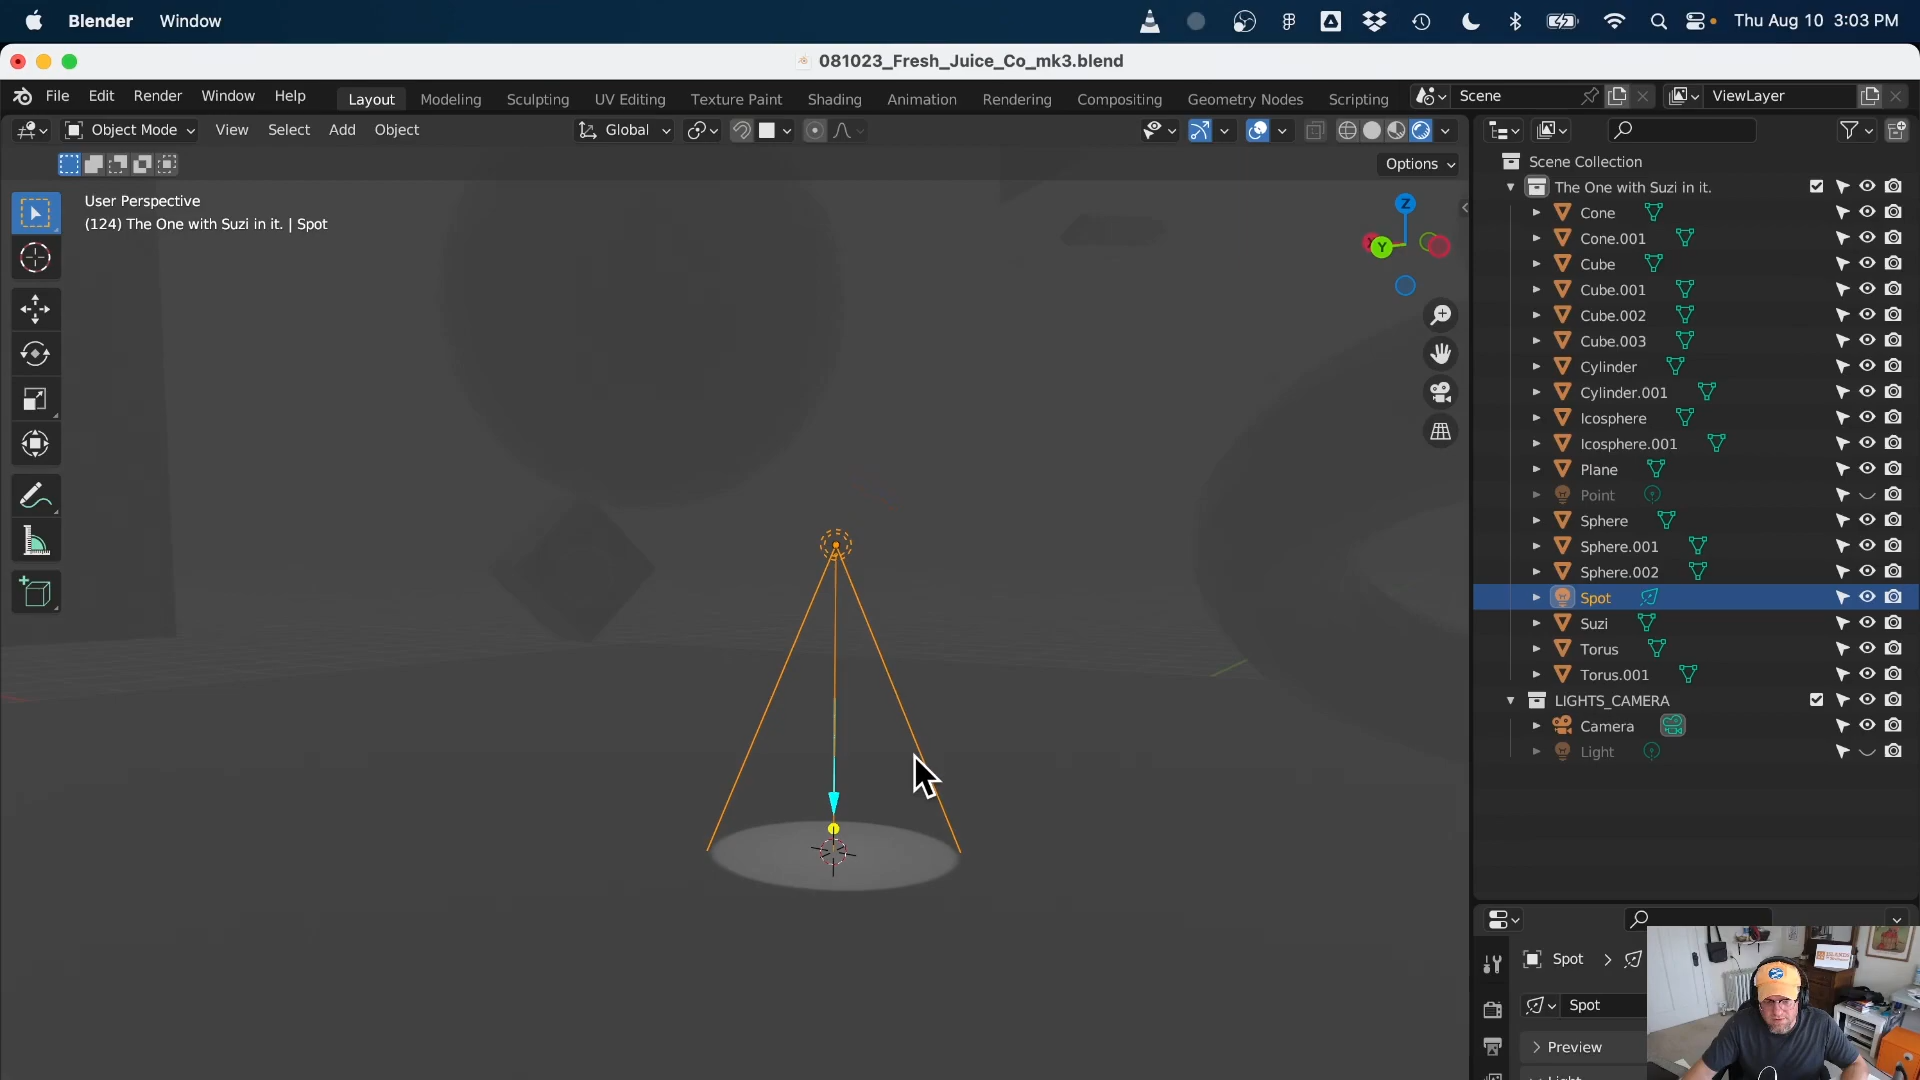 Blender Window Thu Aug 10 3:03 PM
081023_Fresh_Juice_Co_mk3.blend
File Edit Render Window Help Layout Modeling Sculpting UV Editing Texture Paint Shading Animation Rendering Compositing Geometry Nodes Scripting Scene ViewLayer
Object Mode View Select Add Object Global
Options
User Perspective
(124) The One with Suzi in it. | Spot
Z
X
Y
Scene Collection
The One with Suzi in it.
Cone
Cone.001
Cube
Cube.001
Cube.002
Cube.003
Cylinder
Cylinder.001
Icosphere
Icosphere.001
Plane
Point
Sphere
Sphere.001
Sphere.002
Spot
Suzi
Torus
Torus.001
LIGHTS_CAMERA
Camera
Light
Spot
Spot
Preview